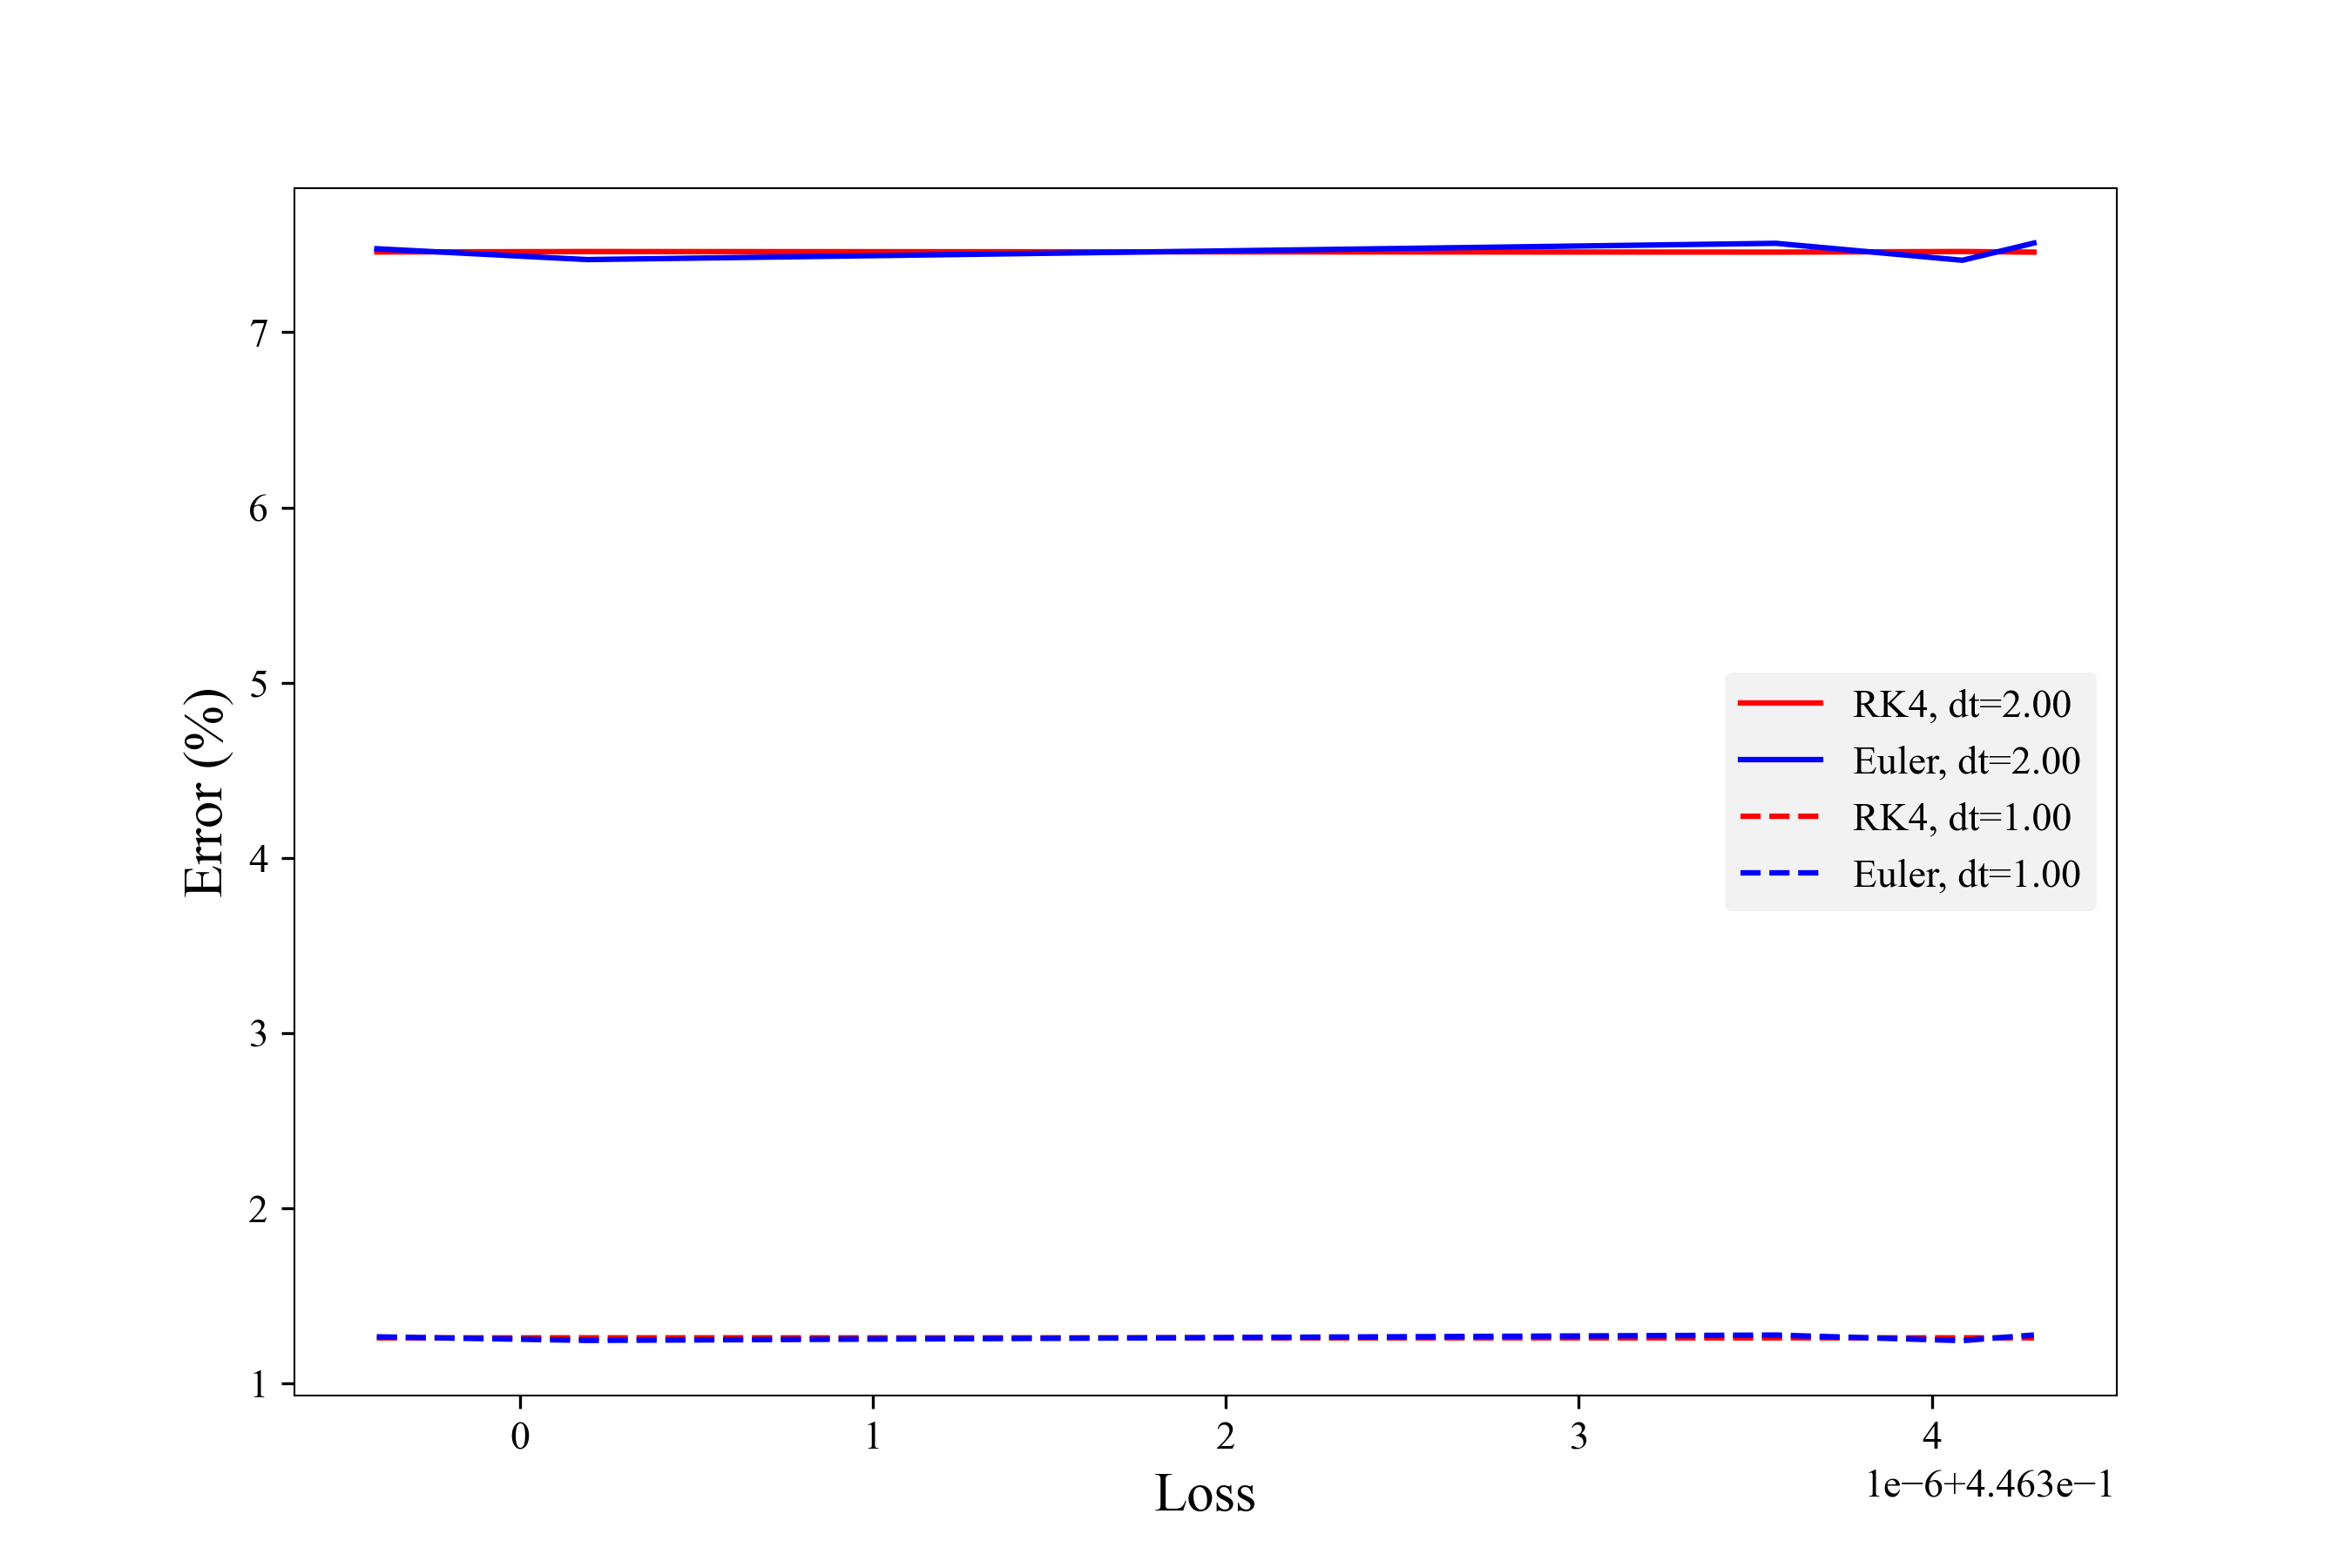 Error (%)
7
6
5
4
3
2
1
RK4, dt=2.00
Euler, dt=2.00
RK4, dt=1.00
Euler, dt=1.00
0 1 2 3 4
1e−6+4.463e−1
Loss